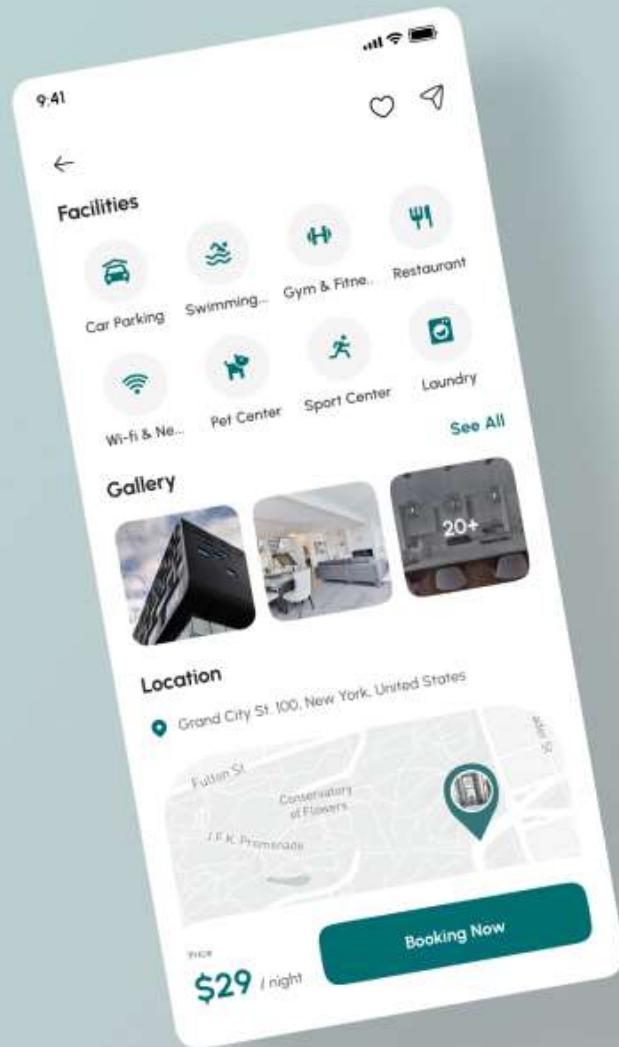 9:41
Facilities
Car Parking
Swimming...
Gym & Fitne..
Restaurant
Wi-fi & Ne...
Pet Center
Sport Center
Laundry
Gallery
See All
20+
Location
Grand City St. 100, New York, United States
Fulton St
Conservatory
of Flowers
J.F.K. Promenade
Price
$29 / night
Booking Now